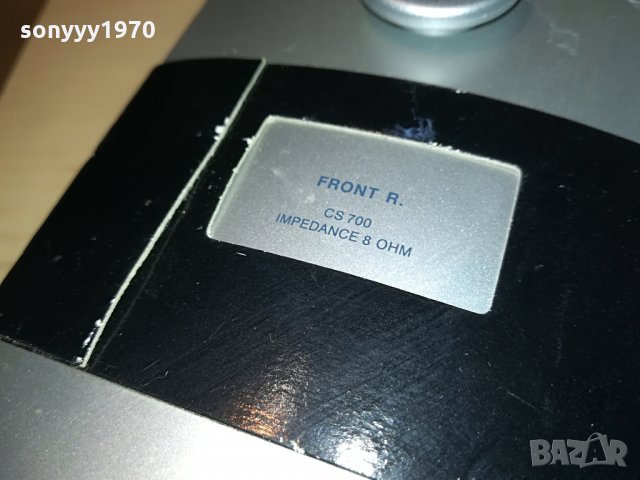 sonyyy1970
FRONT R.
CS 700
IMPEDANCE 8 OHM
BAZAR